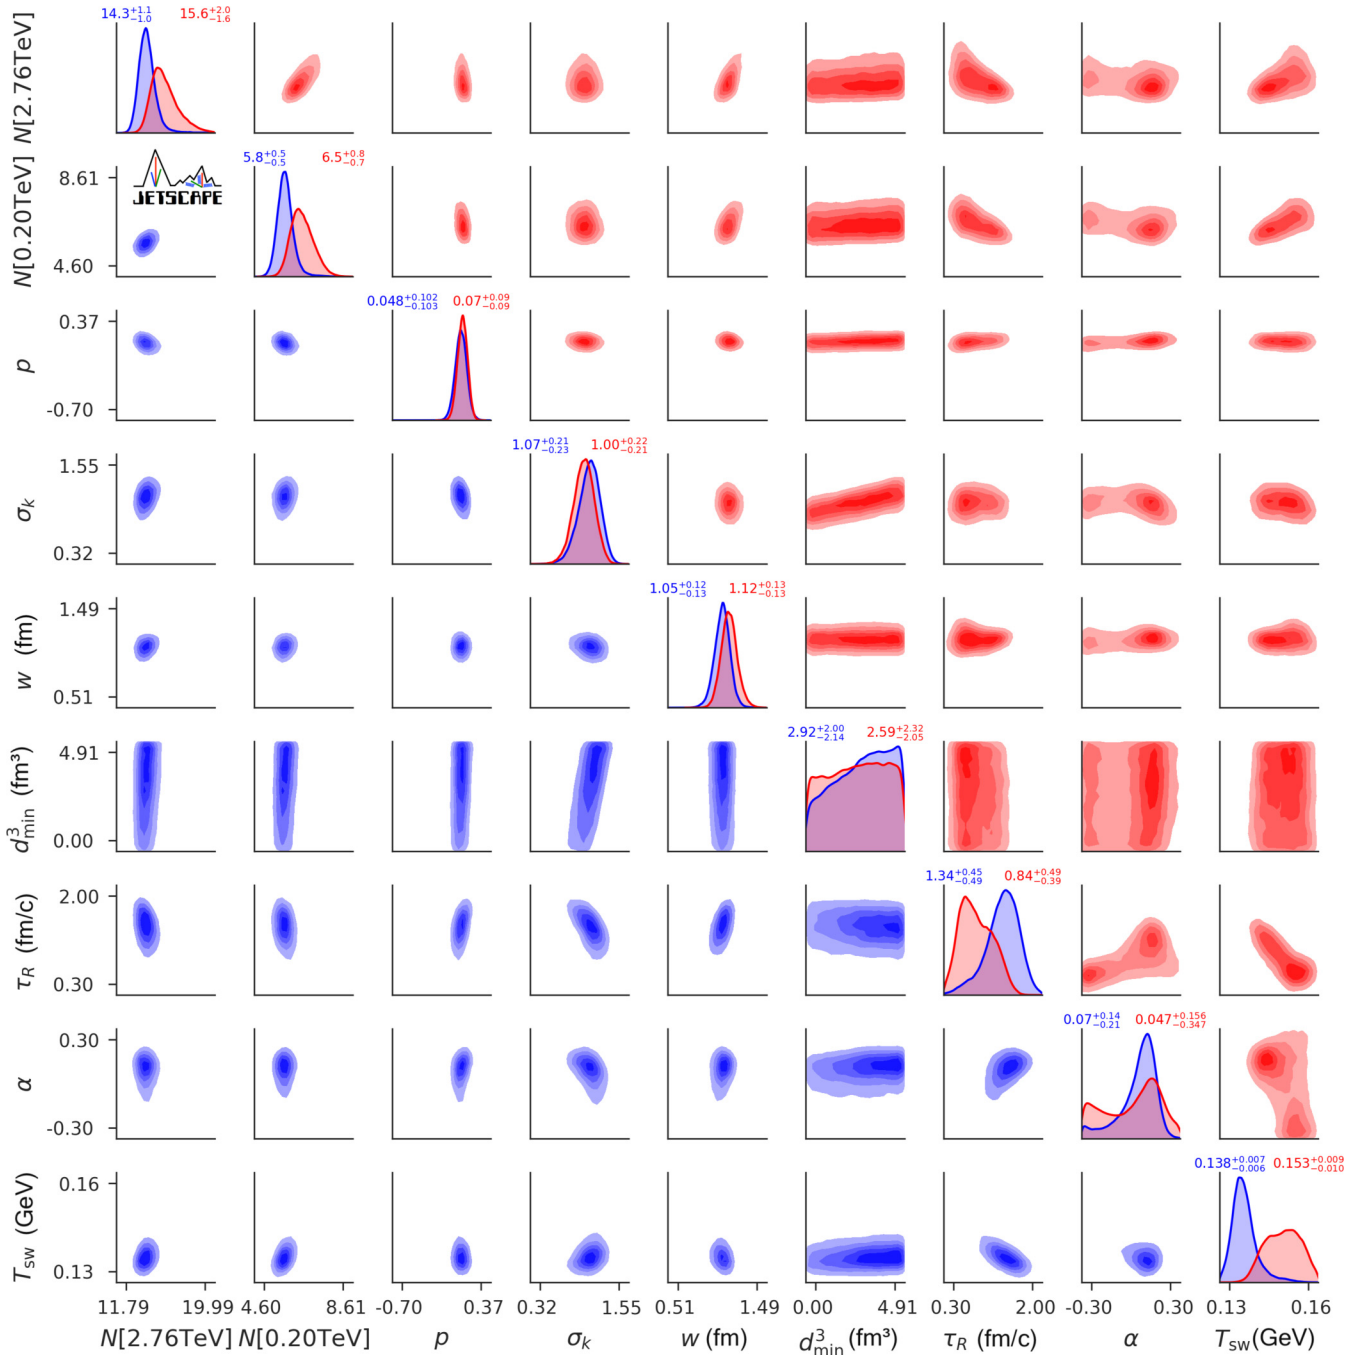 14.3+1.1−1.0 15.6+2.0−1.6
N[2.76TeV]
JETSCAPE
5.8+0.5−0.5 6.5+0.8−0.7
8.61
N[0.20TeV]
4.60
0.048+0.102−0.103 0.07+0.09−0.09
0.37
p
-0.70
1.07+0.21−0.23 1.00+0.22−0.21
1.55
σk
0.32
1.05+0.12−0.13 1.12+0.13−0.13
1.49
w (fm)
0.51
2.92+2.00−2.14 2.59+2.32−2.05
4.91
d³min (fm³)
0.00
1.34+0.45−0.49 0.84+0.49−0.39
2.00
τR (fm/c)
0.30
0.07+0.14−0.21 0.047+0.156−0.347
0.30
α
-0.30
0.138+0.007−0.006 0.153+0.009−0.010
0.16
Tsw (GeV)
0.13
11.79 19.99 4.60 8.61 -0.70 0.37 0.32 1.55 0.51 1.49 0.00 4.91 0.30 2.00 -0.30 0.30 0.13 0.16
N[2.76TeV] N[0.20TeV] p σk w (fm) d³min (fm³) τR (fm/c) α Tsw(GeV)